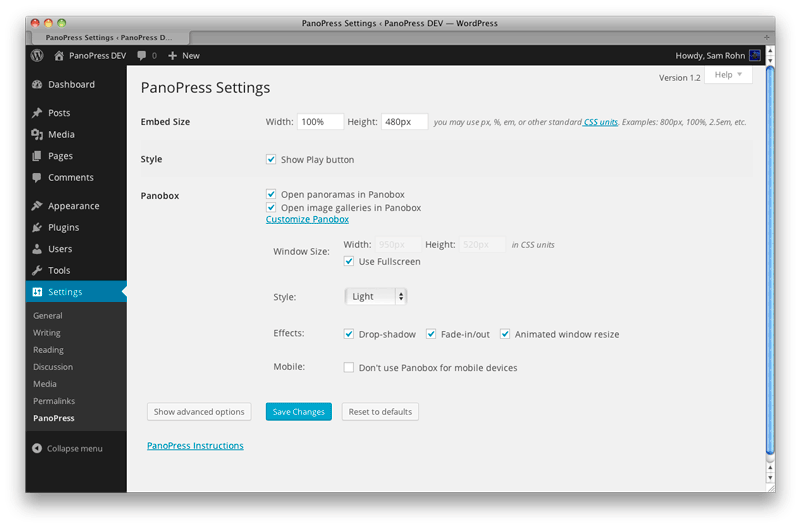 PanoPress Settings ‹ PanoPress DEV — WordPress
PanoPress Settings ‹ PanoPress D...
PanoPress DEV 0 New Howdy, Sam Rohn
Version 1.2 Help
Dashboard
Posts
Media
Pages
Comments
Appearance
Plugins
Users
Tools
Settings
General
Writing
Reading
Discussion
Media
Permalinks
PanoPress
Collapse menu
PanoPress Settings
Embed Size Width: 100% Height: 480px you may use px, %, em, or other standard CSS units. Examples: 800px, 100%, 2.5em, etc.
Style Show Play button
Panobox Open panoramas in Panobox
Open image galleries in Panobox
Customize Panobox
Window Size: Width: 950px Height: 520px in CSS units
Use Fullscreen
Style: Light
Effects: Drop-shadow Fade-in/out Animated window resize
Mobile: Don't use Panobox for mobile devices
Show advanced options Save Changes Reset to defaults
PanoPress Instructions